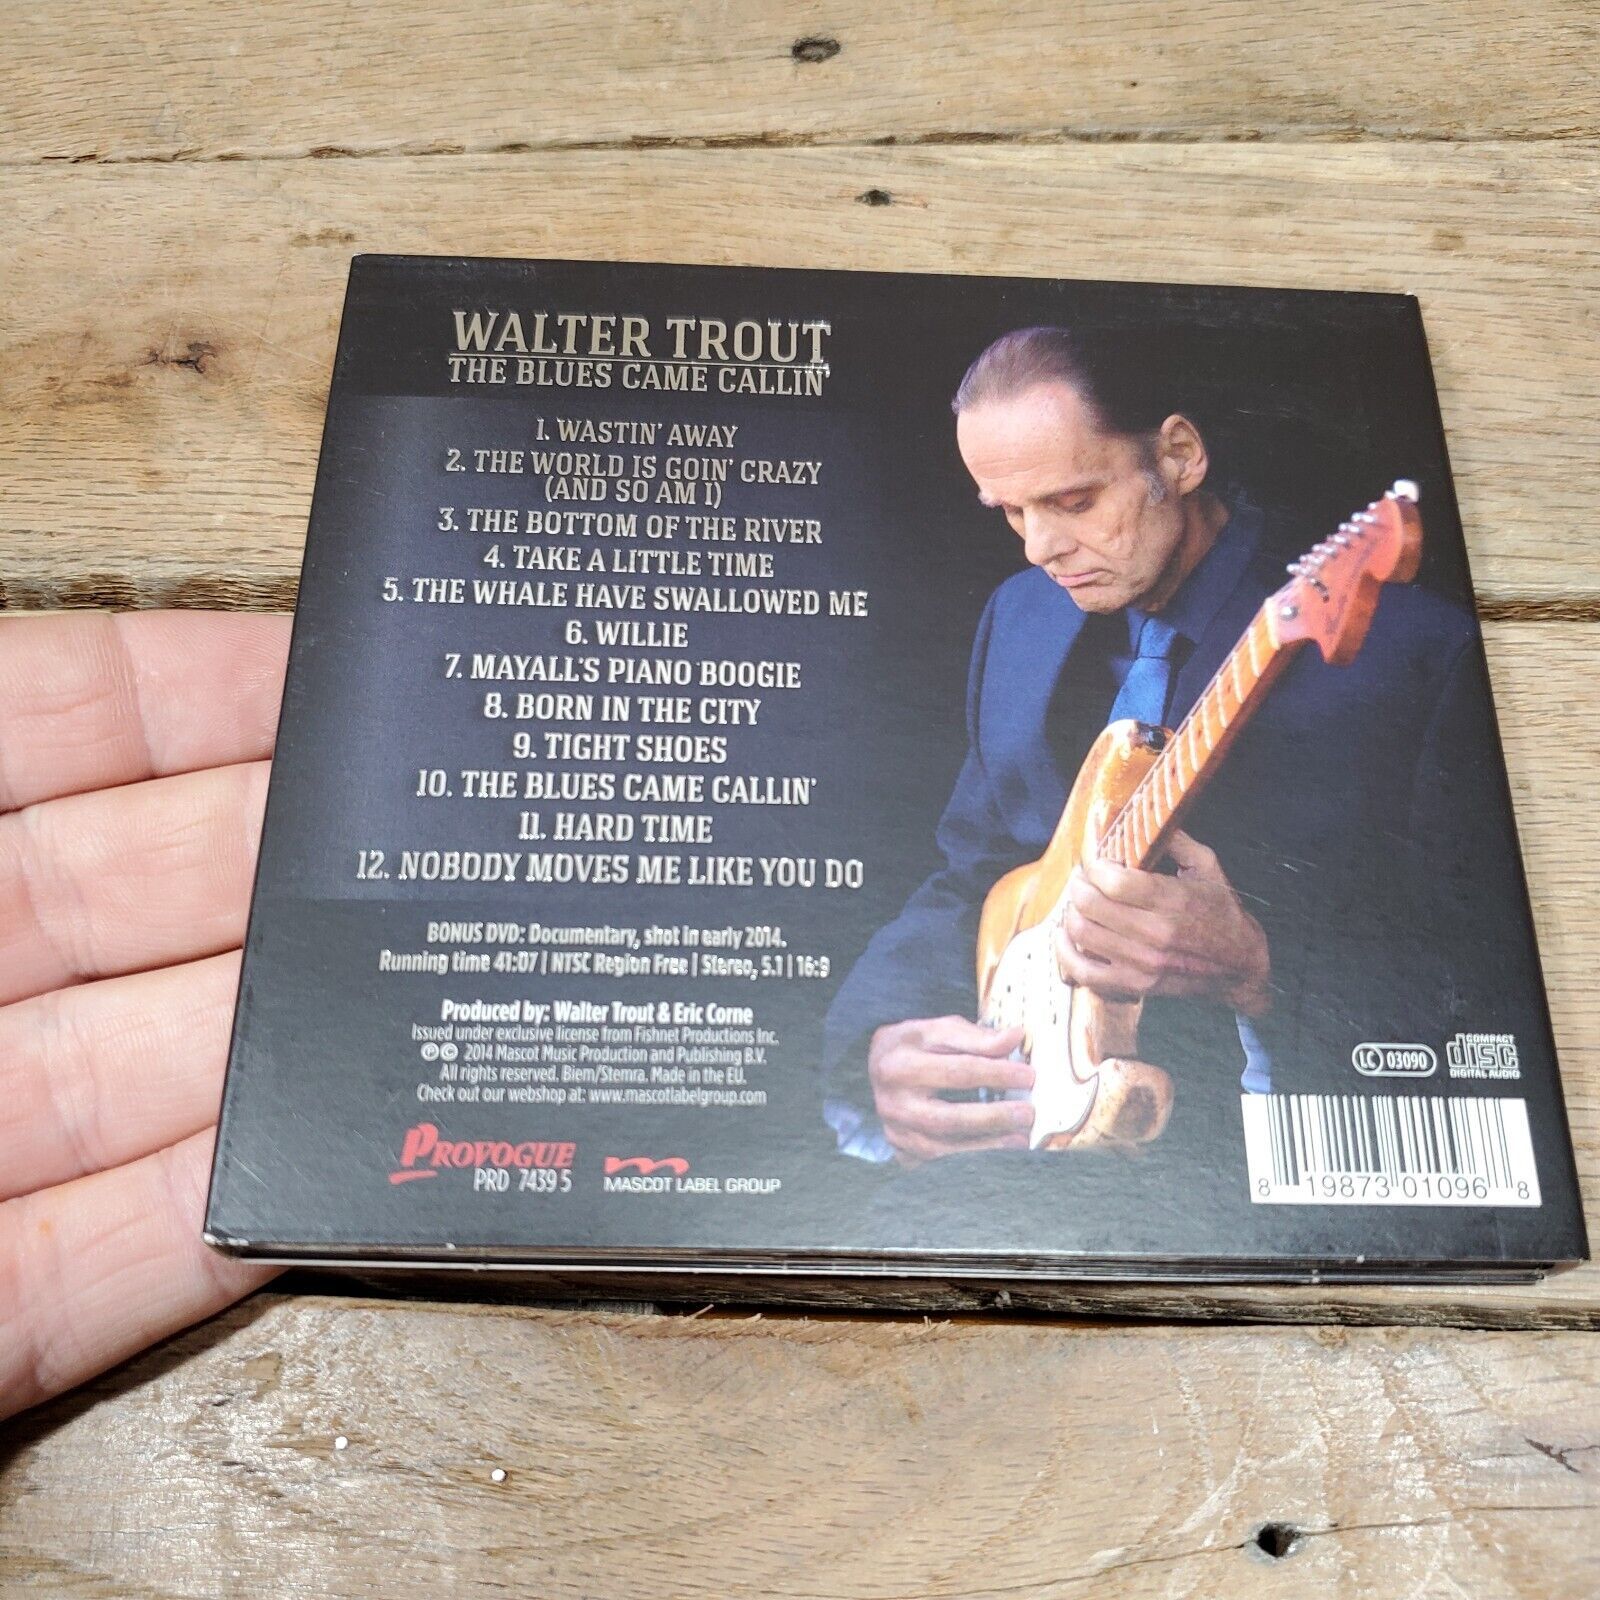 WALTER TROUT
THE BLUES CAME CALLIN'
1. WASTIN' AWAY
2. THE WORLD IS GOIN' CRAZY
(AND SO AM I)
3. THE BOTTOM OF THE RIVER
4. TAKE A LITTLE TIME
5. THE WHALE HAVE SWALLOWED ME
6. WILLIE
7. MAYALL'S PIANO BOOGIE
8. BORN IN THE CITY
9. TIGHT SHOES
10. THE BLUES CAME CALLIN'
11. HARD TIME
12. NOBODY MOVES ME LIKE YOU DO
BONUS DVD: Documentary, shot in early 2014.
Running time 41:07 | NTSC Region Free | Stereo, 5.1 | 16:9
Produced by: Walter Trout & Eric Corne
Issued under exclusive license from Fishnet Productions Inc.
℗ © 2014 Mascot Music Production and Publishing B.V.
All rights reserved. Biem/Stemra. Made in the EU.
Check out our webshop at: www.mascotlabelgroup.com
PROVOGUE
PRD 7439 5
MASCOT LABEL GROUP
LC 03090
COMPACT
disc
DIGITAL AUDIO
8 19873 01096 8